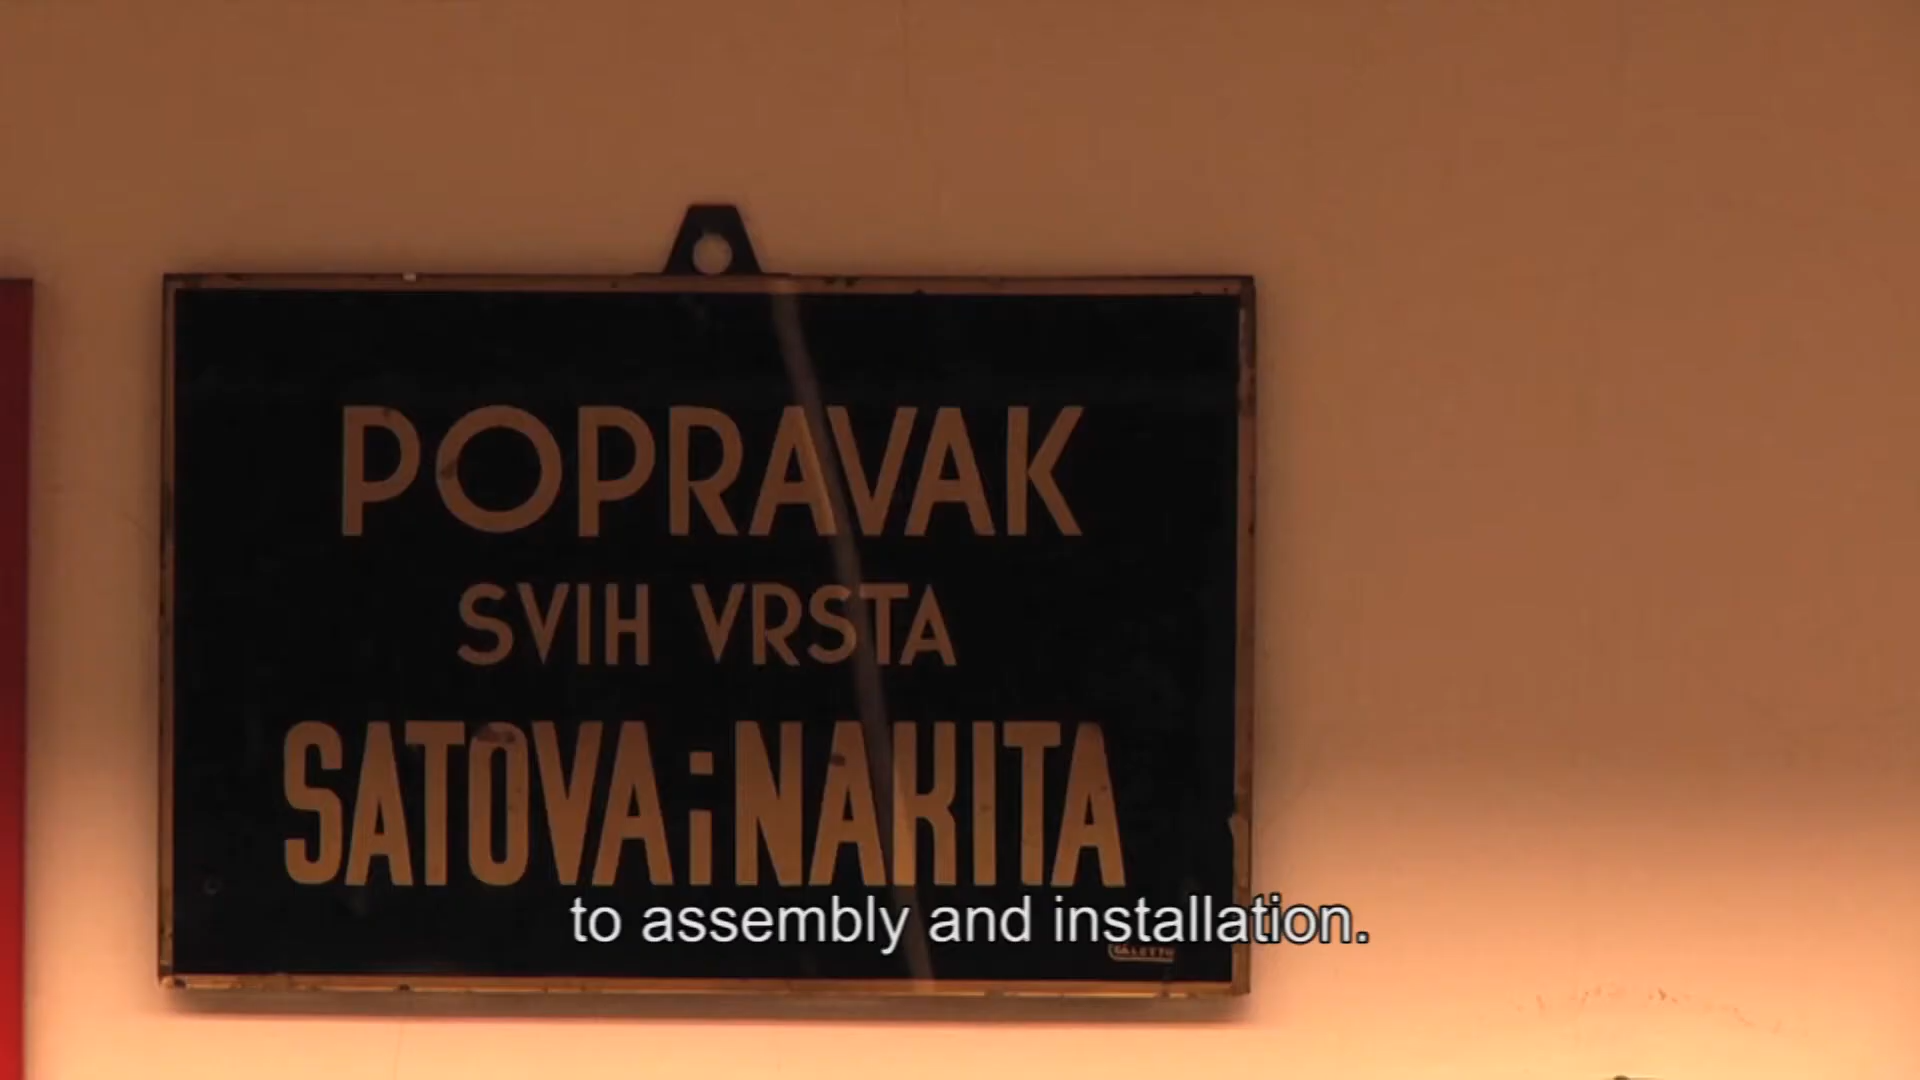 POPRAVAK
SVIH VRSTA
SATOVA i NAKITA
to assembly and installation.